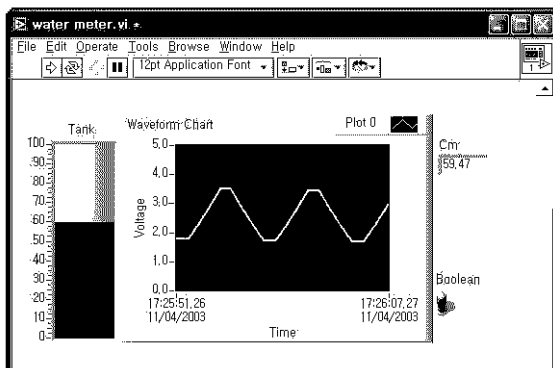 water meter.vi *
File Edit Operate Tools Browse Window Help
12pt Application Font
1
Tank
Waveform Chart
Plot 0
Cm
59,47
100
90
80
70
60
50
40
30
20
10
0
Voltage
5,0
4,0
3,0
2,0
1,0
0,0
17:25:51,26
11/04/2003
17:26:07,27
11/04/2003
Time
Boolean